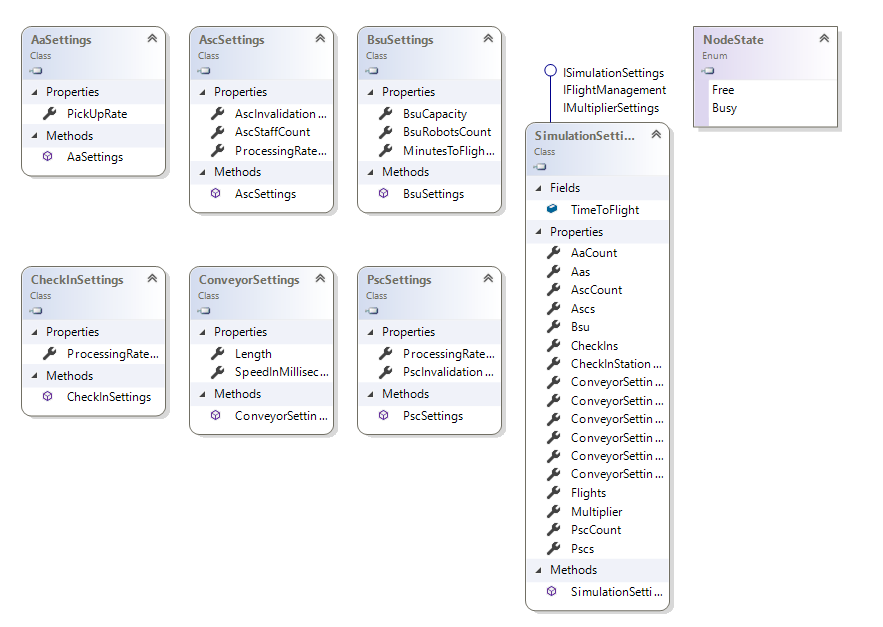 AaSettings
Class
Properties
PickUpRate
Methods
AaSettings
AscSettings
Class
Properties
AscInvalidation ...
AscStaffCount
ProcessingRate...
Methods
AscSettings
BsuSettings
Class
Properties
BsuCapacity
BsuRobotsCount
MinutesToFligh...
Methods
BsuSettings
ISimulationSettings
IFlightManagement
IMultiplierSettings
SimulationSetti...
Class
Fields
TimeToFlight
Properties
AaCount
Aas
AscCount
Ascs
Bsu
CheckIns
CheckInStation ...
ConveyorSettin ...
ConveyorSettin ...
ConveyorSettin ...
ConveyorSettin ...
ConveyorSettin ...
ConveyorSettin ...
Flights
Multiplier
PscCount
Pscs
Methods
SimulationSetti ...
NodeState
Enum
Free
Busy
CheckInSettings
Class
Properties
ProcessingRate...
Methods
CheckInSettings
ConveyorSettings
Class
Properties
Length
SpeedInMillisec...
Methods
ConveyorSettin ...
PscSettings
Class
Properties
ProcessingRate...
PscInvalidation ...
Methods
PscSettings